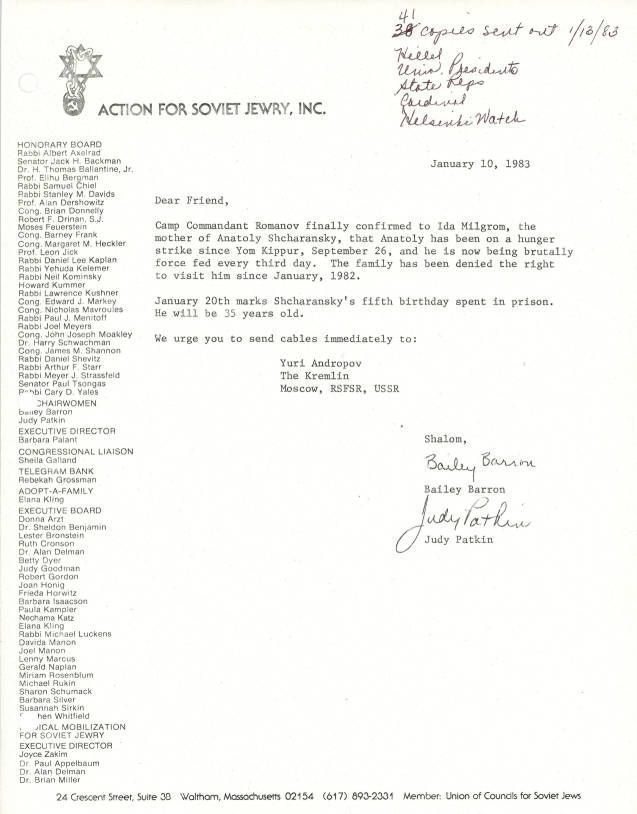 41
38 copies sent out 1/13/83
Hillel
Univ. Presidents
State Reps
Cardinal
Helsinki Watch
ACTION FOR SOVIET JEWRY, INC.
January 10, 1983
HONORARY BOARD
Rabbi Albert Axelrad
Senator Jack H. Backman
Dr. H. Thomas Ballantine, Jr.
Prof. Elihu Bergman
Rabbi Samuel Chiel
Rabbi Stanley M. Davids
Prof. Alan Dershowitz
Cong. Brian Donnelly
Robert F. Drinan, S.J.
Moses Feuerstein
Cong. Barney Frank
Cong. Margaret M. Heckler
Prof. Leon Jick
Rabbi Daniel Lee Kaplan
Rabbi Yehuda Kelemer
Rabbi Neil Kominsky
Howard Kummer
Rabbi Lawrence Kushner
Cong. Edward J. Markey
Cong. Nicholas Mavroules
Rabbi Paul J. Menitoff
Rabbi Joel Meyers
Cong. John Joseph Moakley
Dr. Harry Schwachman
Cong. James M. Shannon
Rabbi Daniel Shevitz
Rabbi Arthur F. Starr
Rabbi Meyer J. Strassfeld
Senator Paul Tsongas
Rabbi Cary D. Yales
HAIRWOMEN
Bailey Barron
Judy Patkin
EXECUTIVE DIRECTOR
Barbara Palant
CONGRESSIONAL LIAISON
Sheila Galland
TELEGRAM BANK
Rebekah Grossman
ADOPT-A-FAMILY
Elana Kling
EXECUTIVE BOARD
Donna Arzt
Dr. Sheldon Benjamin
Lester Bronstein
Ruth Cronson
Dr. Alan Delman
Betty Dyer
Judy Goodman
Robert Gordon
Joan Honig
Frieda Horwitz
Barbara Isaacson
Paula Kampler
Nechama Katz
Elana Kling
Rabbi Michael Luckens
Davida Manon
Joel Manon
Lenny Marcus
Gerald Naplan
Miriam Rosenblum
Michael Rukin
Sharon Schumack
Barbara Silver
Susannah Sirkin
hen Whitfield
ICAL MOBILIZATION
FOR SOVIET JEWRY
EXECUTIVE DIRECTOR
Joyce Zakim
Dr. Paul Appelbaum
Dr. Alan Delman
Dr. Brian Miller
Dear Friend,
Camp Commandant Romanov finally confirmed to Ida Milgrom, the
mother of Anatoly Shcharansky, that Anatoly has been on a hunger
strike since Yom Kippur, September 26, and he is now being brutally
force fed every third day. The family has been denied the right
to visit him since January, 1982.
January 20th marks Shcharansky's fifth birthday spent in prison.
He will be 35 years old.
We urge you to send cables immediately to:
Yuri Andropov
The Kremlin
Moscow, RSFSR, USSR
Shalom,
Bailey Barron
Bailey Barron
Judy Patkin
Judy Patkin
24 Crescent Street, Suite 3B Waltham, Massachusetts 02154 (617) 893-2331 Member: Union of Councils for Soviet Jews